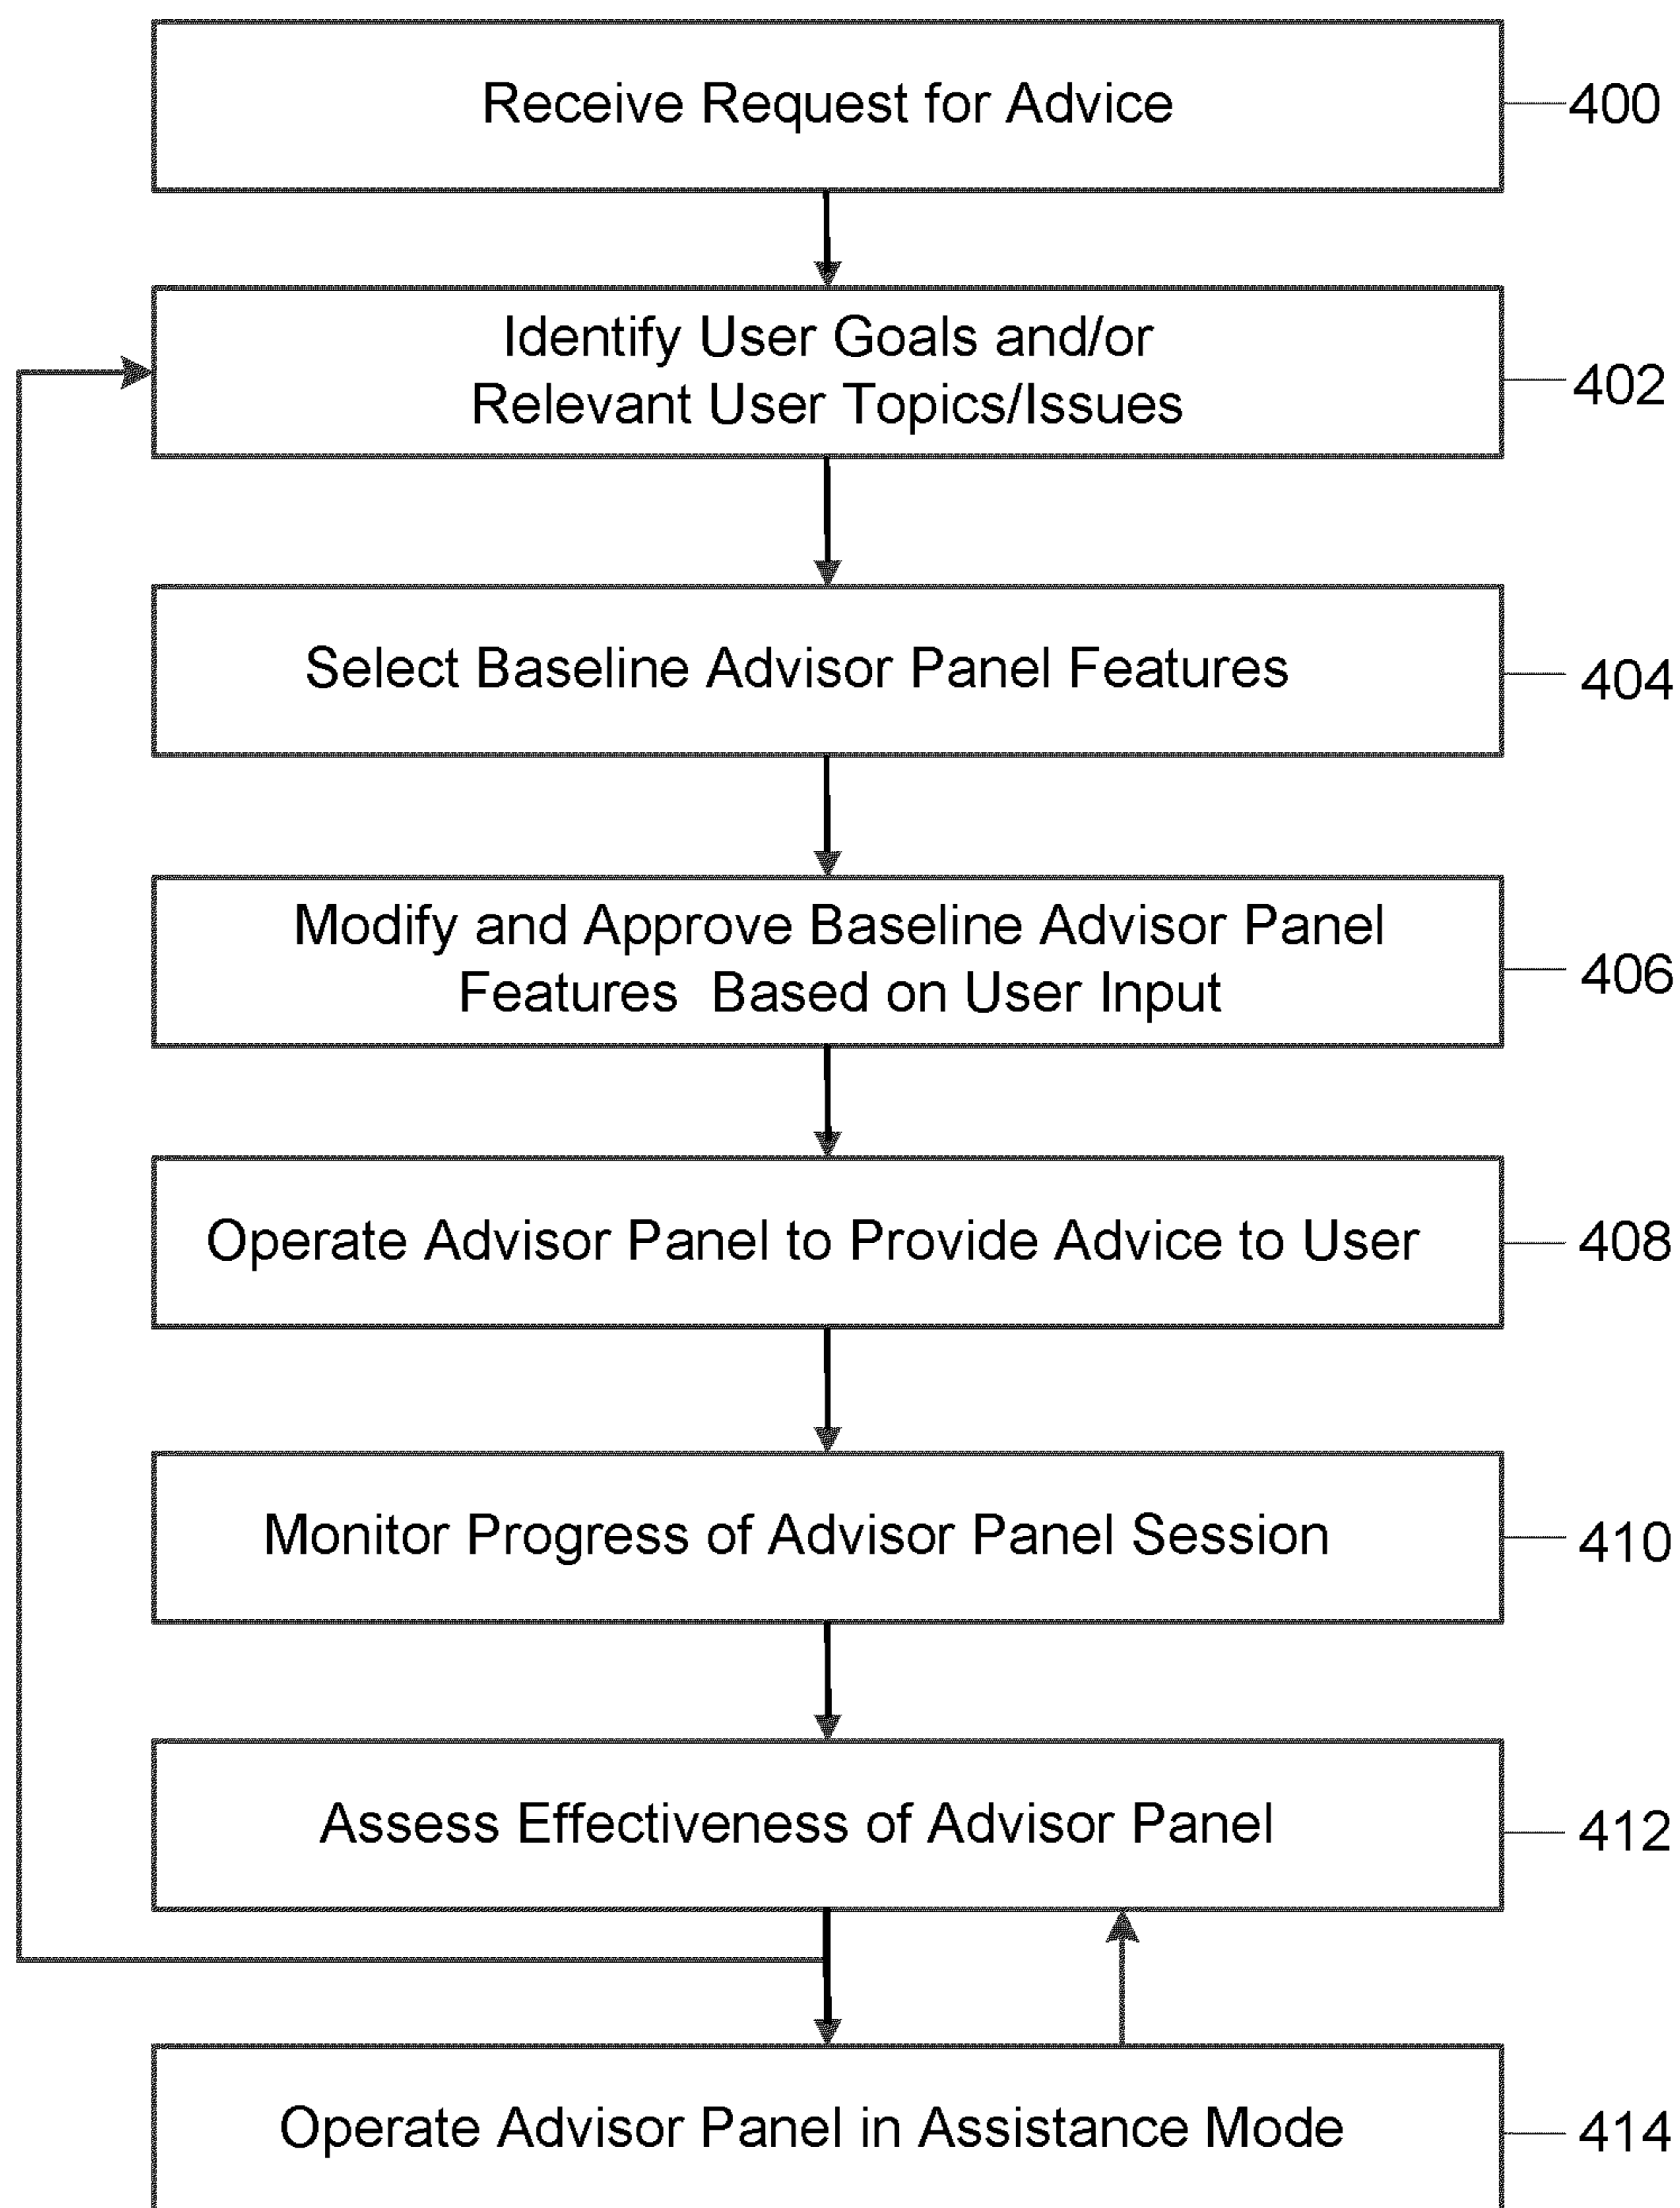 Receive Request for Advice
400
Identify User Goals and/or
Relevant User Topics/Issues
402
Select Baseline Advisor Panel Features
404
Modify and Approve Baseline Advisor Panel
Features  Based on User Input
406
Operate Advisor Panel to Provide Advice to User
408
Monitor Progress of Advisor Panel Session
410
Assess Effectiveness of Advisor Panel
412
Operate Advisor Panel in Assistance Mode
414